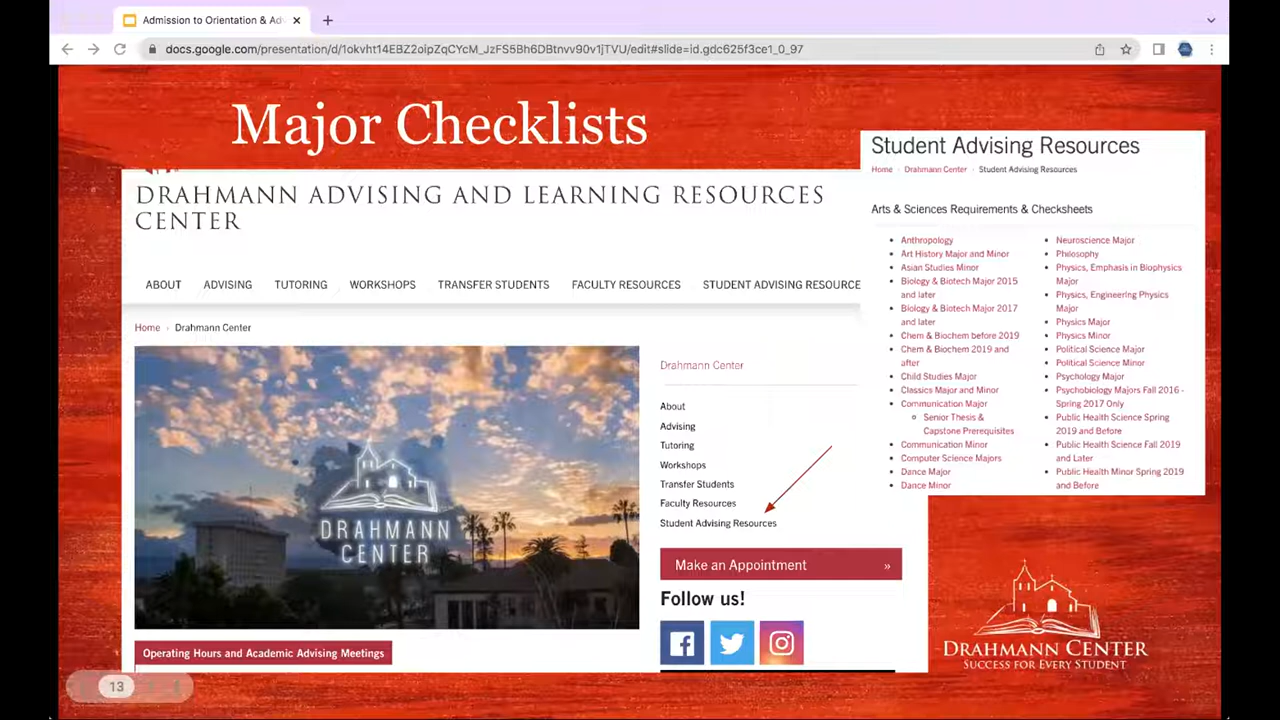 Admission to Orientation & Ad
docs.google.com/presentation/d/1okvht14EBZ2oipZqCYcM_JzFS5Bh6DBtnvv90v1jTVU/edit#slide=id.gdc625f3ce1_0_97
Major Checklists
DRAHMANN ADVISING AND LEARNING RESOURCES
CENTER
ABOUT ADVISING TUTORING WORKSHOPS TRANSFER STUDENTS FACULTY RESOURCES STUDENT ADVISING RESOURCE
Home › Drahmann Center
DRAHMANN
CENTER
Operating Hours and Academic Advising Meetings
Drahmann Center
About
Advising
Tutoring
Workshops
Transfer Students
Faculty Resources
Student Advising Resources
Make an Appointment »
Follow us!
Student Advising Resources
Home › Drahmann Center › Student Advising Resources
Arts & Sciences Requirements & Checksheets
• Anthropology
• Art History Major and Minor
• Asian Studies Minor
• Biology & Biotech Major 2015
and later
• Biology & Biotech Major 2017
and later
• Chem & Biochem before 2019
• Chem & Biochem 2019 and
after
• Child Studies Major
• Classics Major and Minor
• Communication Major
Senior Thesis &
Capstone Prerequisites
• Communication Minor
• Computer Science Majors
• Dance Major
• Dance Minor
• Neuroscience Major
• Philosophy
• Physics, Emphasis in Biophysics
Major
• Physics, Engineering Physics
Major
• Physics Major
• Physics Minor
• Political Science Major
• Political Science Minor
• Psychology Major
• Psychobiology Majors Fall 2016 -
Spring 2017 Only
• Public Health Science Spring
2019 and Before
• Public Health Science Fall 2019
and Later
• Public Health Minor Spring 2019
and Before
DRAHMANN CENTER
SUCCESS FOR EVERY STUDENT
13